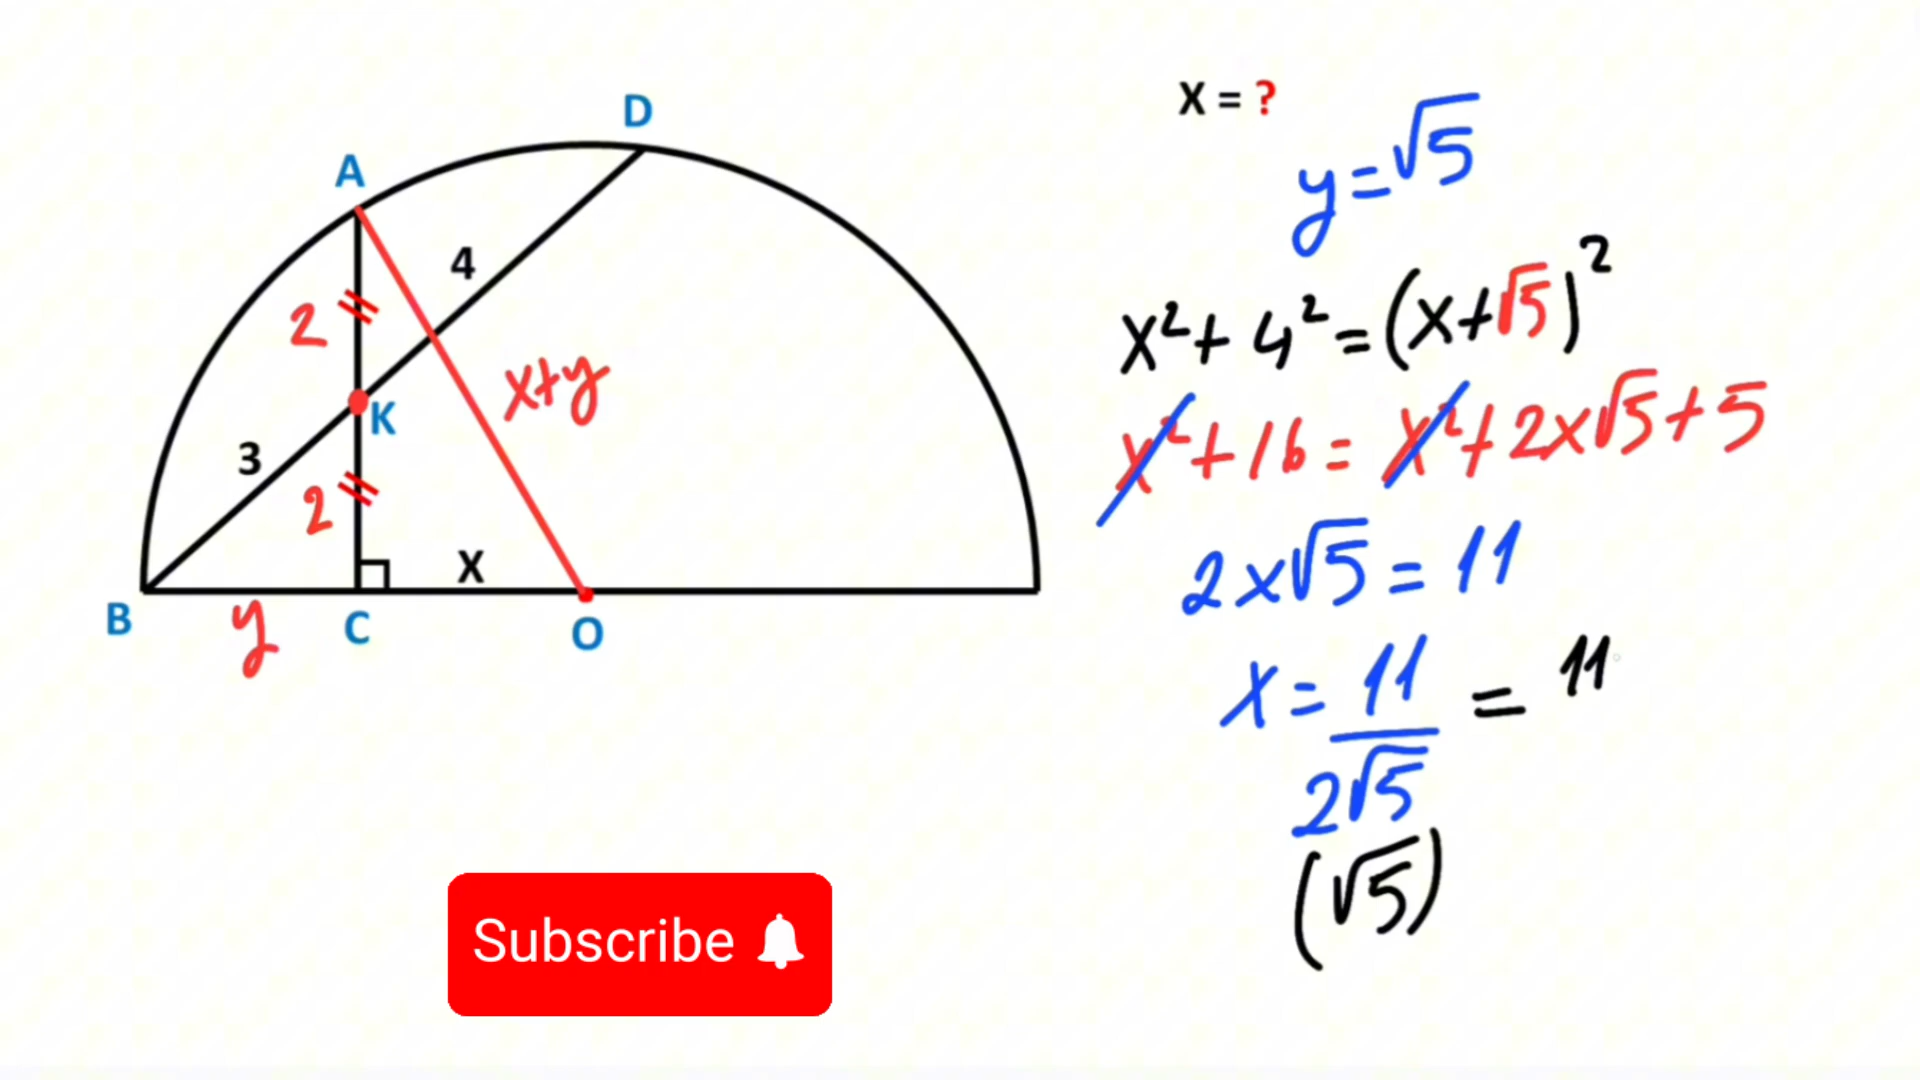 D
A
4
2
K
x+y
3
2
X
B
y
C
O
X = ?
y=√5
x²+4²=(x+√5)²
x²+16=x²+2x√5+5
2x√5=11
x=11/2√5 = 11
(√5)
Subscribe